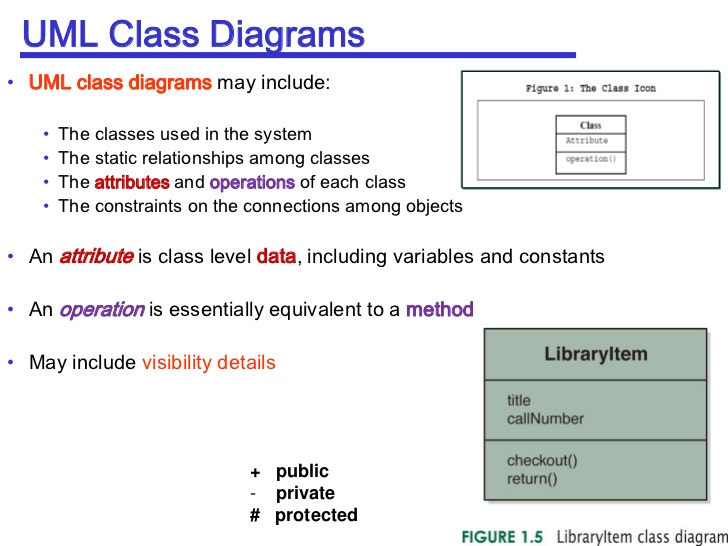 UML Class Diagrams
• UML class diagrams may include:
• The classes used in the system
• The static relationships among classes
• The attributes and operations of each class
• The constraints on the connections among objects
• An attribute is class level data, including variables and constants
• An operation is essentially equivalent to a method
• May include visibility details
+ public
- private
# protected
Figure 1: The Class Icon
Class
Attribute
operation()
LibraryItem
title
callNumber
checkout()
return()
FIGURE 1.5 LibraryItem class diagram